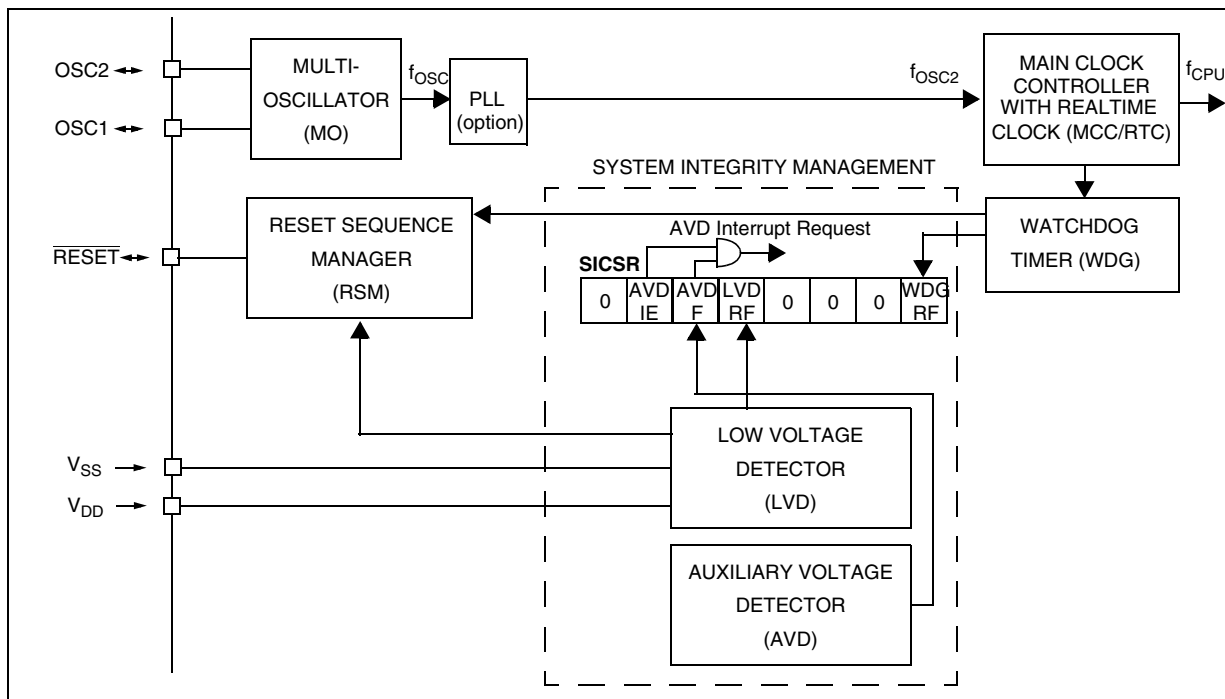 OSC2
OSC1
MULTI-
OSCILLATOR
(MO)
fOSC
PLL
(option)
fOSC2
MAIN CLOCK
CONTROLLER
WITH REALTIME
CLOCK (MCC/RTC)
fCPU
SYSTEM INTEGRITY MANAGEMENT
RESET
RESET SEQUENCE
MANAGER
(RSM)
AVD Interrupt Request
WATCHDOG
TIMER (WDG)
SICSR
0
AVD
IE
AVD
F
LVD
RF
0
0
0
WDG
RF
VSS
VDD
LOW VOLTAGE
DETECTOR
(LVD)
AUXILIARY VOLTAGE
DETECTOR
(AVD)